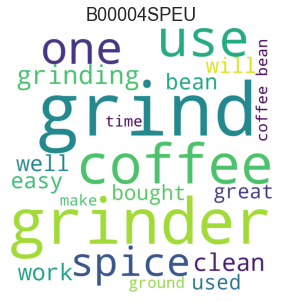 B00004SPEU
one
use
grinding
will
bean
coffee bean
grind
time
coffee
well
easy
bought
great
make
grinder
work
spice
clean
ground
used